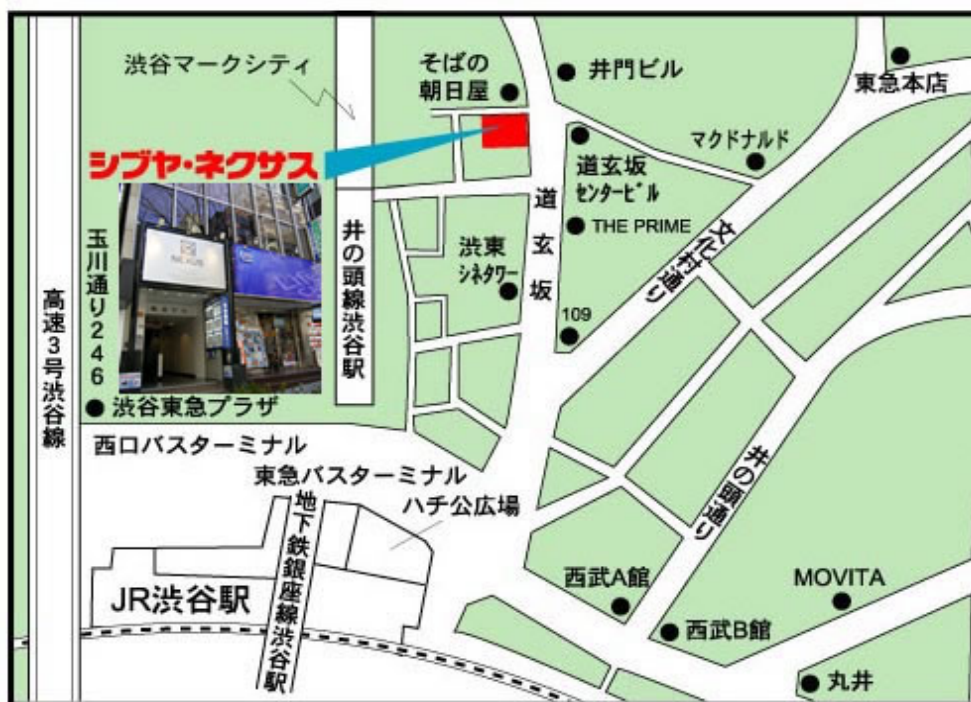 渋谷マークシティ
そばの
朝日屋
井門ビル
東急本店
シブヤ・ネクサス
マクドナルド
道玄坂
センタービル
THE PRIME
道玄坂
文化村通り
渋東
シネタワー
109
玉川通り246
井の頭線渋谷駅
高速3号渋谷線
NEXUS
渋谷東急プラザ
西口バスターミナル
東急バスターミナル
ハチ公広場
井の頭通り
地下鉄銀座線渋谷駅
JR渋谷駅
西武A館
MOVITA
西武B館
丸井